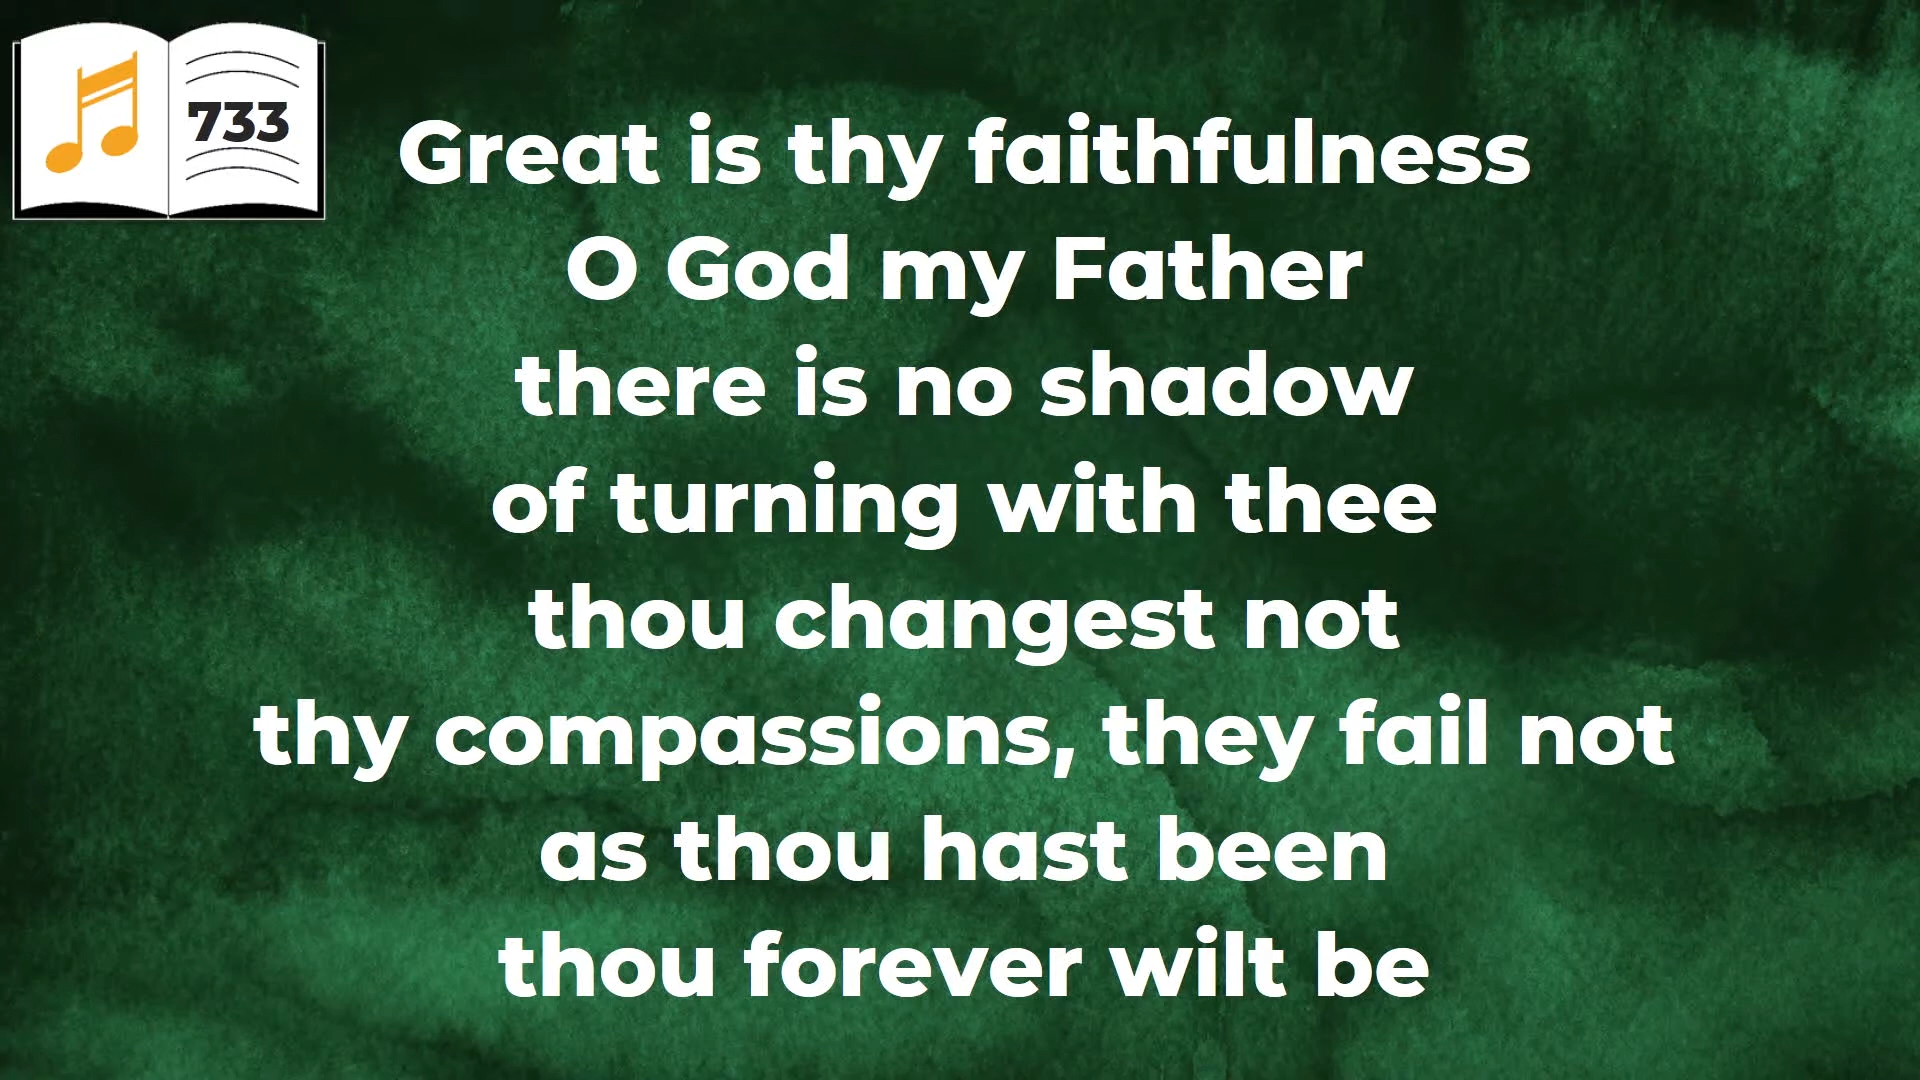 733
Great is thy faithfulness
O God my Father
there is no shadow
of turning with thee
thou changest not
thy compassions, they fail not
as thou hast been
thou forever wilt be